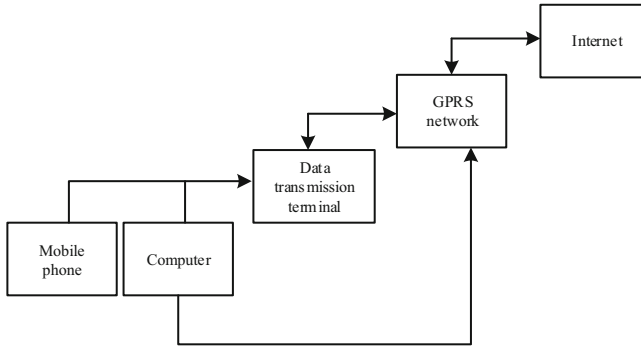 Internet
GPRS
network
Data
transmission
terminal
Mobile
phone
Computer